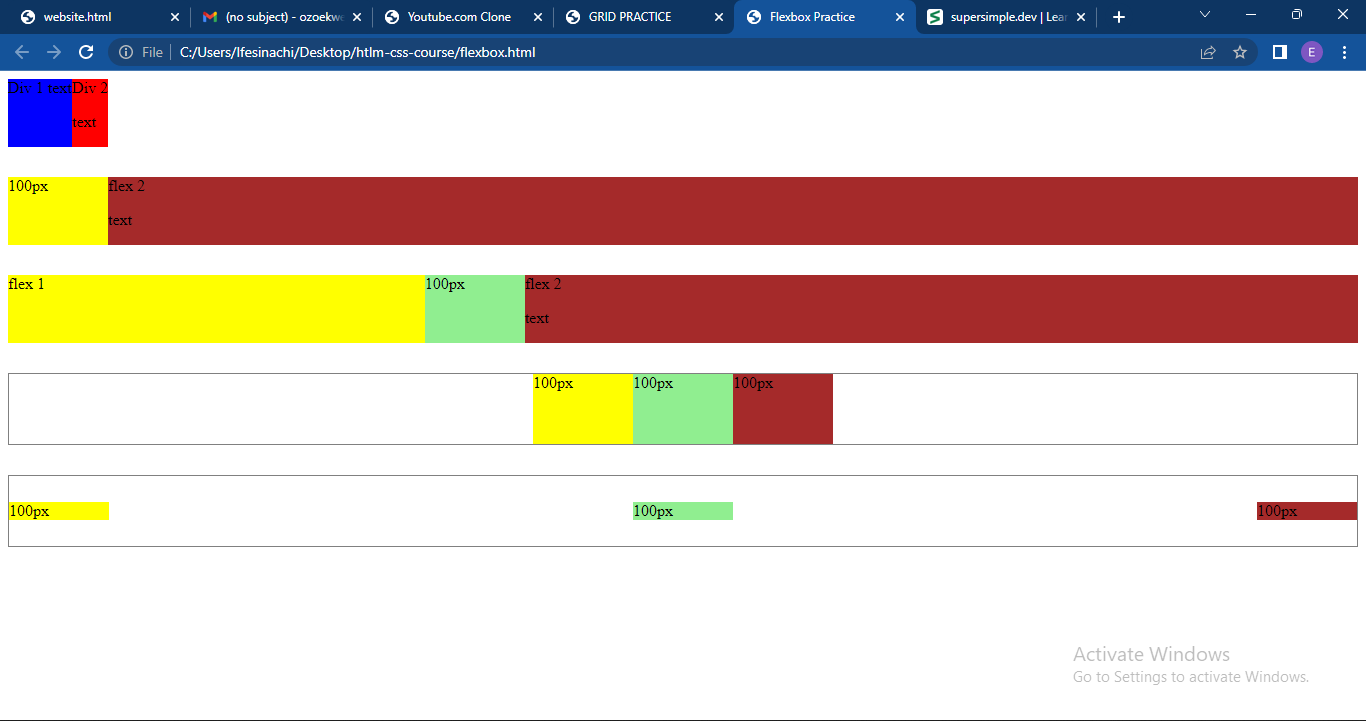 website.html
(no subject) - ozoekwe
Youtube.com Clone
GRID PRACTICE
Flexbox Practice
supersimple.dev | Lear
File
C:/Users/Ifesinachi/Desktop/htlm-css-course/flexbox.html
E
Div 1 text
Div 2
text
100px
flex 2
text
flex 1
100px
flex 2
text
100px
100px
100px
100px
100px
100px
Activate Windows
Go to Settings to activate Windows.